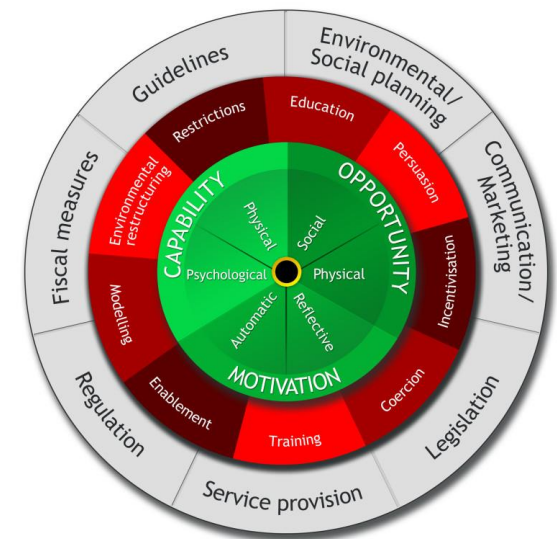 Environmental/
Social planning
Communication/
Marketing
Legislation
Service provision
Regulation
Fiscal measures
Guidelines
Education
Persuasion
Incentivisation
Coercion
Training
Enablement
Modelling
Environmental
restructuring
Restrictions
CAPABILITY
Physical
Psychological
OPPORTUNITY
Social
Physical
MOTIVATION
Automatic
Reflective